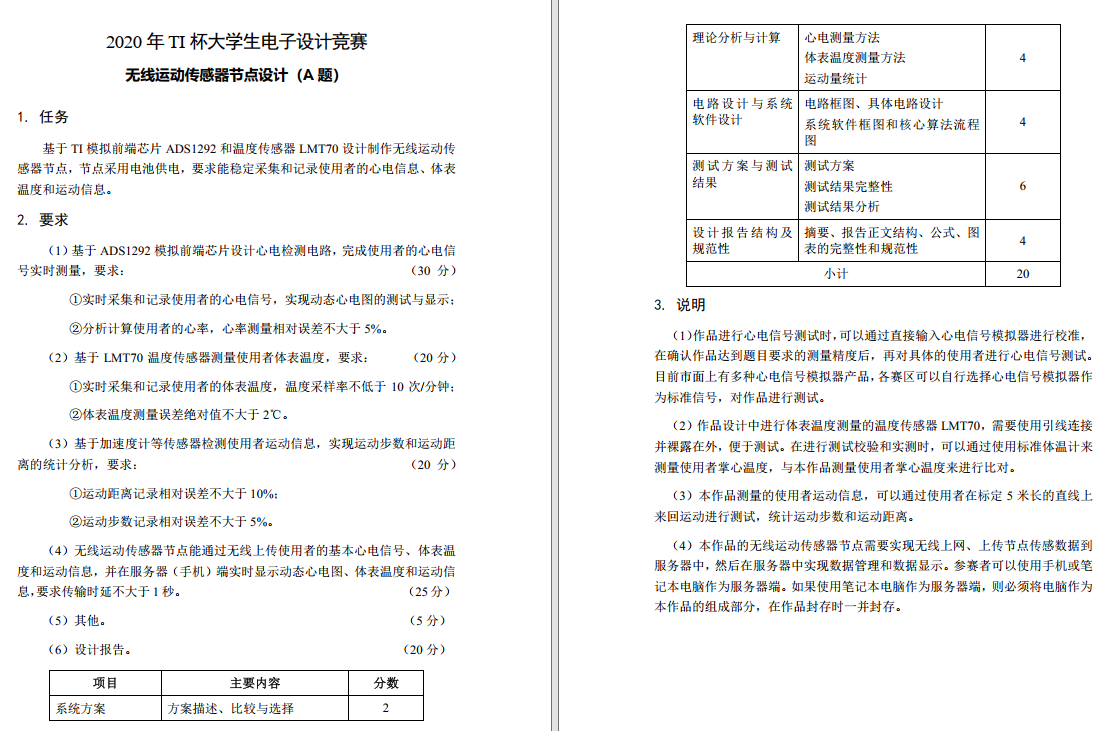 2020 年 TI 杯大学生电子设计竞赛
无线运动传感器节点设计（A 题）
1. 任务
基于 TI 模拟前端芯片 ADS1292 和温度传感器 LMT70 设计制作无线运动传
感器节点，节点采用电池供电，要求能稳定采集和记录使用者的心电信息、体表
温度和运动信息。
2. 要求
（1）基于 ADS1292 模拟前端芯片设计心电检测电路，完成使用者的心电信
号实时测量，要求： （30 分）
①实时采集和记录使用者的心电信号，实现动态心电图的测试与显示；
②分析计算使用者的心率，心率测量相对误差不大于 5%。
（2）基于 LMT70 温度传感器测量使用者体表温度，要求： （20 分）
①实时采集和记录使用者的体表温度，温度采样率不低于 10 次/分钟；
②体表温度测量误差绝对值不大于 2℃。
（3）基于加速度计等传感器检测使用者运动信息，实现运动步数和运动距
离的统计分析，要求： （20 分）
①运动距离记录相对误差不大于 10%；
②运动步数记录相对误差不大于 5%。
（4）无线运动传感器节点能通过无线上传使用者的基本心电信号、体表温
度和运动信息，并在服务器（手机）端实时显示动态心电图、体表温度和运动信
息，要求传输时延不大于 1 秒。 （25 分）
（5）其他。 （5 分）
（6）设计报告。 （20 分）
项目 主要内容 分数
系统方案 方案描述、比较与选择 2
理论分析与计算 心电测量方法
体表温度测量方法 4
运动量统计
电路设计与系统 电路框图、具体电路设计
软件设计 系统软件框图和核心算法流程 4
图
测试方案与测试 测试方案
结果 测试结果完整性 6
测试结果分析
设计报告结构及 摘要、报告正文结构、公式、图 4
规范性 表的完整性和规范性
小计 20
3. 说明
（1）作品进行心电信号测试时，可以通过直接输入心电信号模拟器进行校准，
在确认作品达到题目要求的测量精度后，再对具体的使用者进行心电信号测试。
目前市面上有多种心电信号模拟器产品，各赛区可以自行选择心电信号模拟器作
为标准信号，对作品进行测试。
（2）作品设计中进行体表温度测量的温度传感器 LMT70，需要使用引线连接
并裸露在外，便于测试。在进行测试校验和实测时，可以通过使用标准体温计来
测量使用者掌心温度，与本作品测量使用者掌心温度来进行比对。
（3）本作品测量的使用者运动信息，可以通过使用者在标定 5 米长的直线上
来回运动进行测试，统计运动步数和运动距离。
（4）本作品的无线运动传感器节点需要实现无线上网、上传节点传感数据到
服务器中，然后在服务器中实现数据管理和数据显示。参赛者可以使用手机或笔
记本电脑作为服务器端。如果使用笔记本电脑作为服务器端，则必须将电脑作为
本作品的组成部分，在作品封存时一并封存。